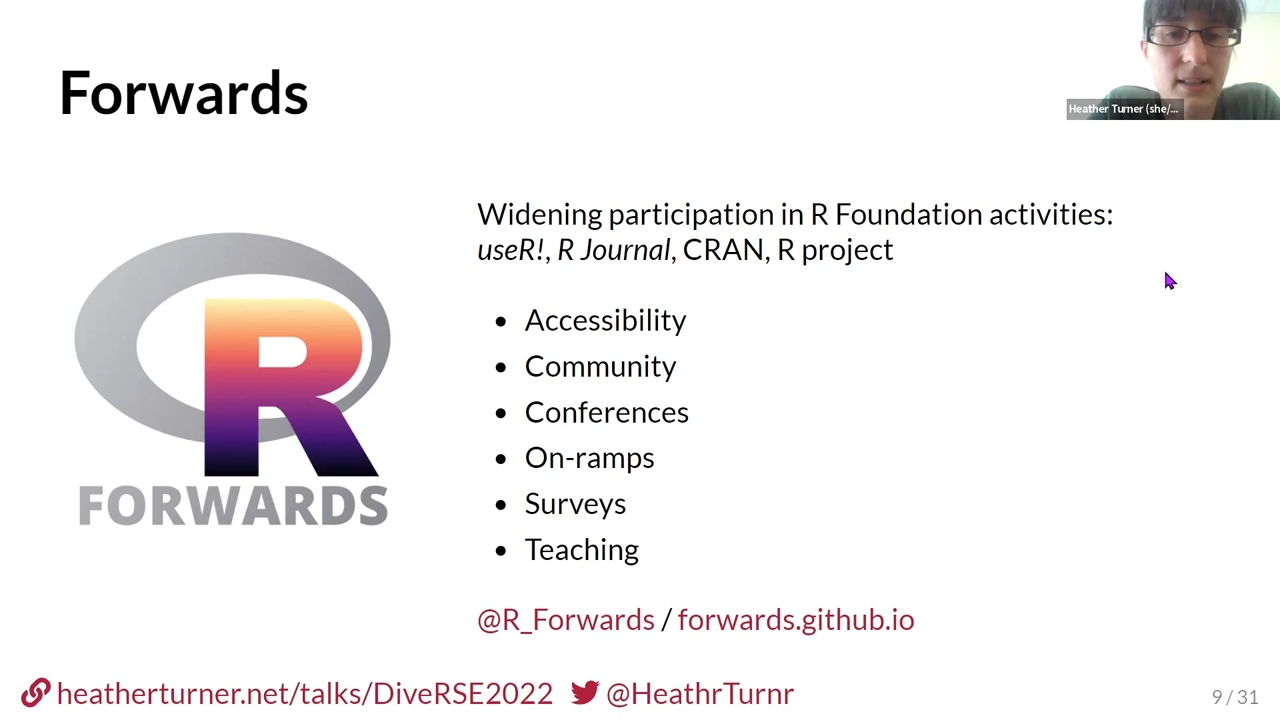 Forwards
Heather Turner (she/...
Widening participation in R Foundation activities:
useR!, R Journal, CRAN, R project
Accessibility
Community
Conferences
On-ramps
Surveys
Teaching
R
FORWARDS
@R_Forwards / forwards.github.io
heatherturner.net/talks/DiveRSE2022 @HeathrTurnr
9 / 31